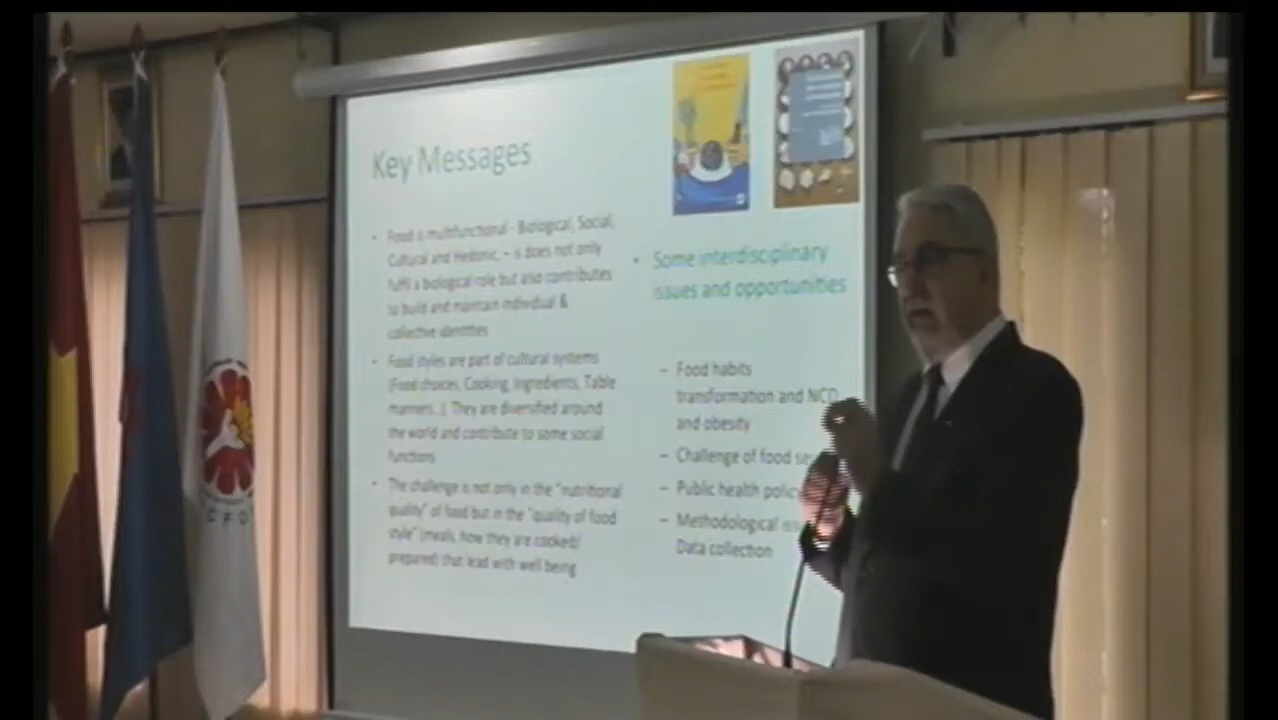 Key Messages
• Food is multifunctional - Biological, Social,
Cultural and Hedonic, – is does not only
fulfil a biological role but also contributes
to build and maintain individual &
collective identities
• Food styles are part of cultural systems
(Food choices, Cooking, Ingredients, Table
manners...). They are diversified around
the world and contribute to some social
functions
• The challenge is not only in the "nutritional
quality" of food but in the "quality of food
style" (meals, how they are cooked/
prepared) that lead with well being
• Some interdisciplinary
issues and opportunities
– Food habits
transformation and NCD
and obesity
– Challenge of food
– Public health policy
– Methodological
Data collection
CFO